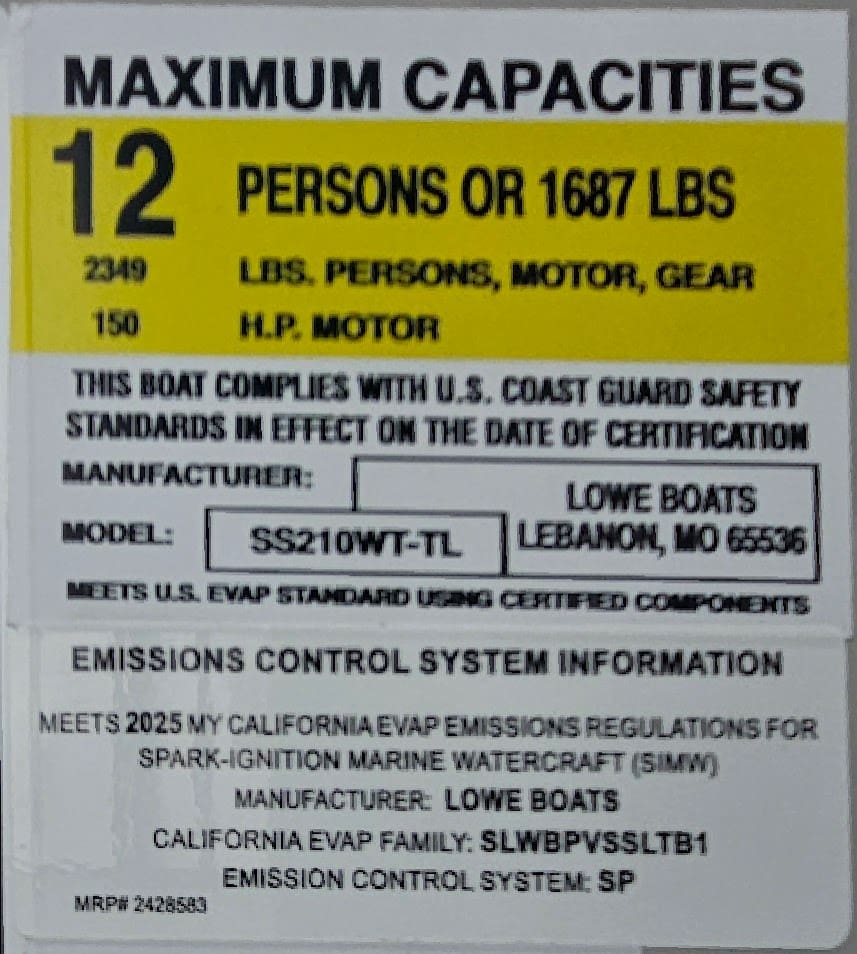 MAXIMUM CAPACITIES
12 PERSONS OR 1687 LBS
2349 LBS. PERSONS, MOTOR, GEAR
150 H.P. MOTOR
THIS BOAT COMPLIES WITH U.S. COAST GUARD SAFETY
STANDARDS IN EFFECT ON THE DATE OF CERTIFICATION
MANUFACTURER: LOWE BOATS
LEBANON, MO 65536
MODEL: SS210WT-TL
MEETS U.S. EVAP STANDARD USING CERTIFIED COMPONENTS
EMISSIONS CONTROL SYSTEM INFORMATION
MEETS 2025 MY CALIFORNIA EVAP EMISSIONS REGULATIONS FOR
SPARK-IGNITION MARINE WATERCRAFT (SIMW)
MANUFACTURER: LOWE BOATS
CALIFORNIA EVAP FAMILY: SLWBPVSSLTB1
EMISSION CONTROL SYSTEM: SP
MRP# 2428583